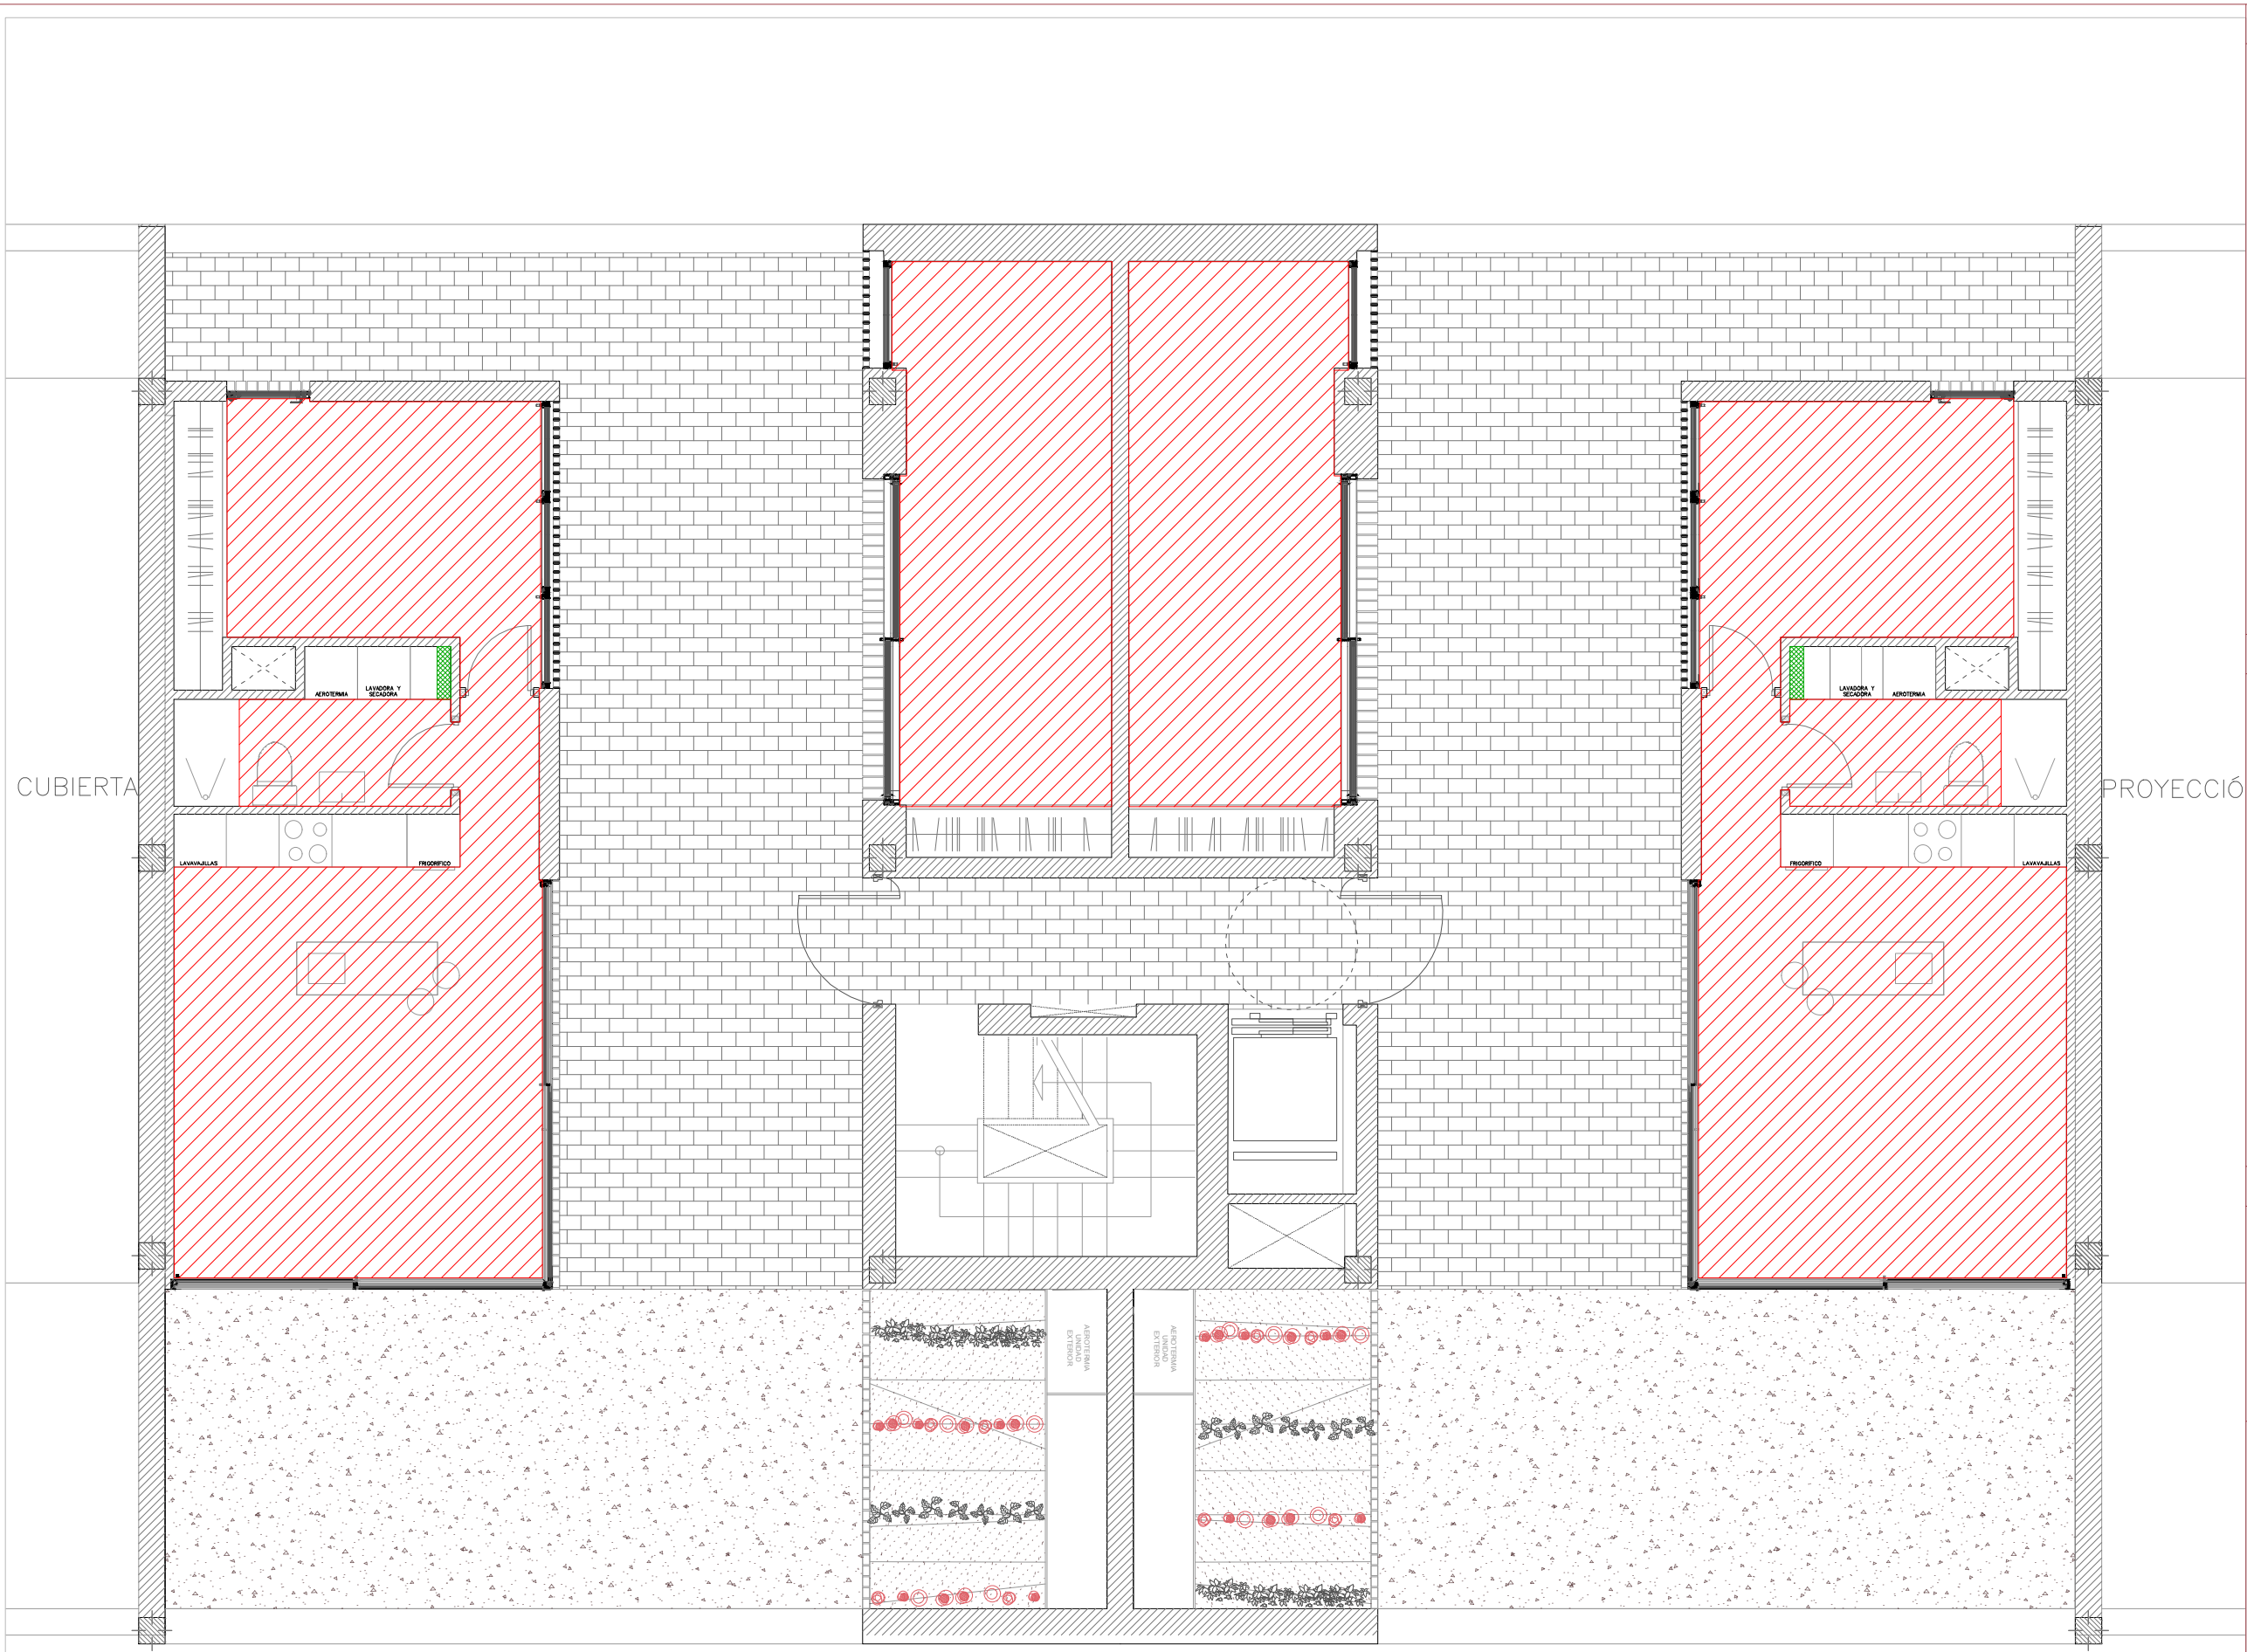 AEROTERMIA
LAVADORA Y
SECADORA
LAVADORA Y
SECADORA
AEROTERMIA
CUBIERTA
PROYECCIÓ
LAVAVAJILLAS
FRIGORIFICO
FRIGORIFICO
LAVAVAJILLAS
AEROTERMIA
UNIDAD
EXTERIOR
AEROTERMIA
UNIDAD
EXTERIOR